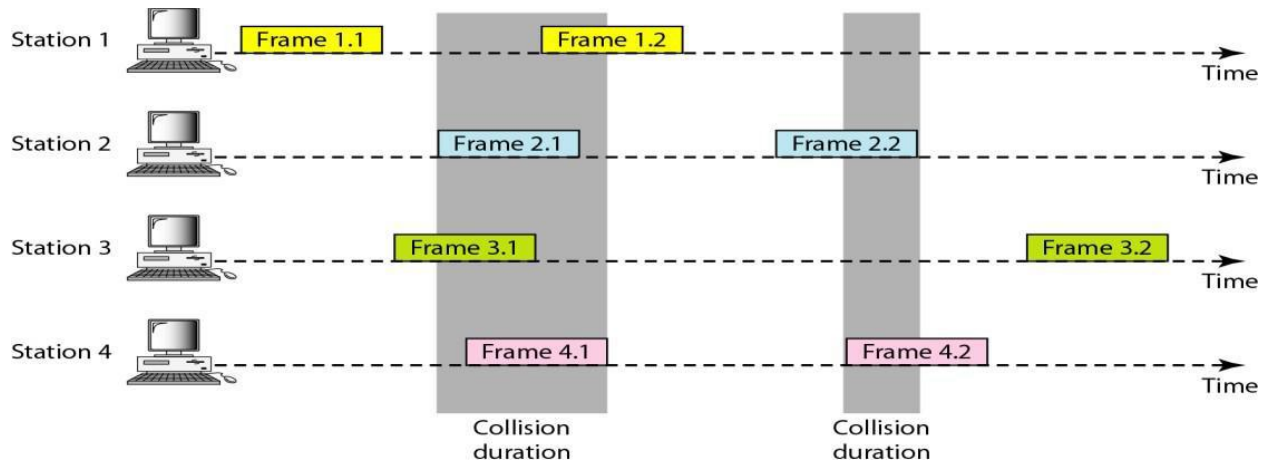 Station 1
Frame 1.1
Frame 1.2
Time
Station 2
Frame 2.1
Frame 2.2
Time
Station 3
Frame 3.1
Frame 3.2
Time
Station 4
Frame 4.1
Frame 4.2
Time
Collision
duration
Collision
duration